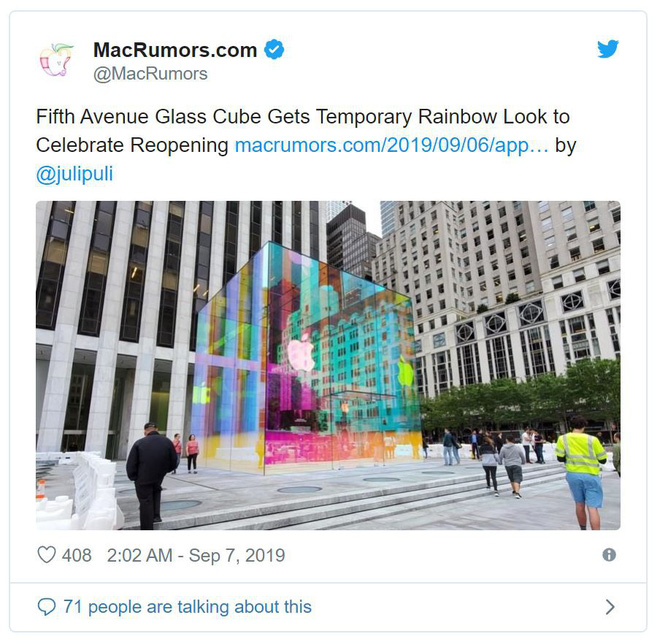 MacRumors.com
@MacRumors
Fifth Avenue Glass Cube Gets Temporary Rainbow Look to
Celebrate Reopening macrumors.com/2019/09/06/app… by
@julipuli
408 2:02 AM - Sep 7, 2019
71 people are talking about this